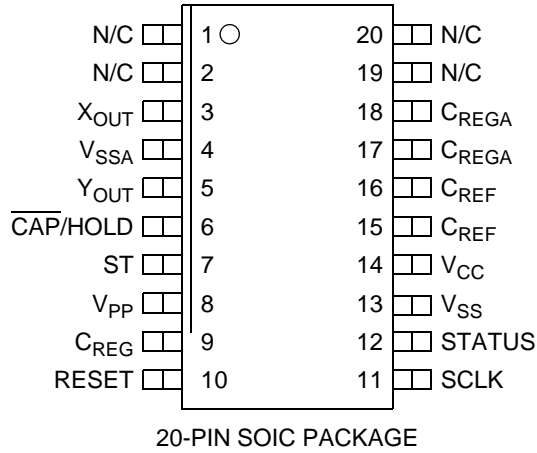 N/C 1 20 N/C
N/C 2 19 N/C
XOUT 3 18 CREGA
VSSA 4 17 CREGA
YOUT 5 16 CREF
CAP/HOLD 6 15 CREF
ST 7 14 VCC
VPP 8 13 VSS
CREG 9 12 STATUS
RESET 10 11 SCLK
20-PIN SOIC PACKAGE